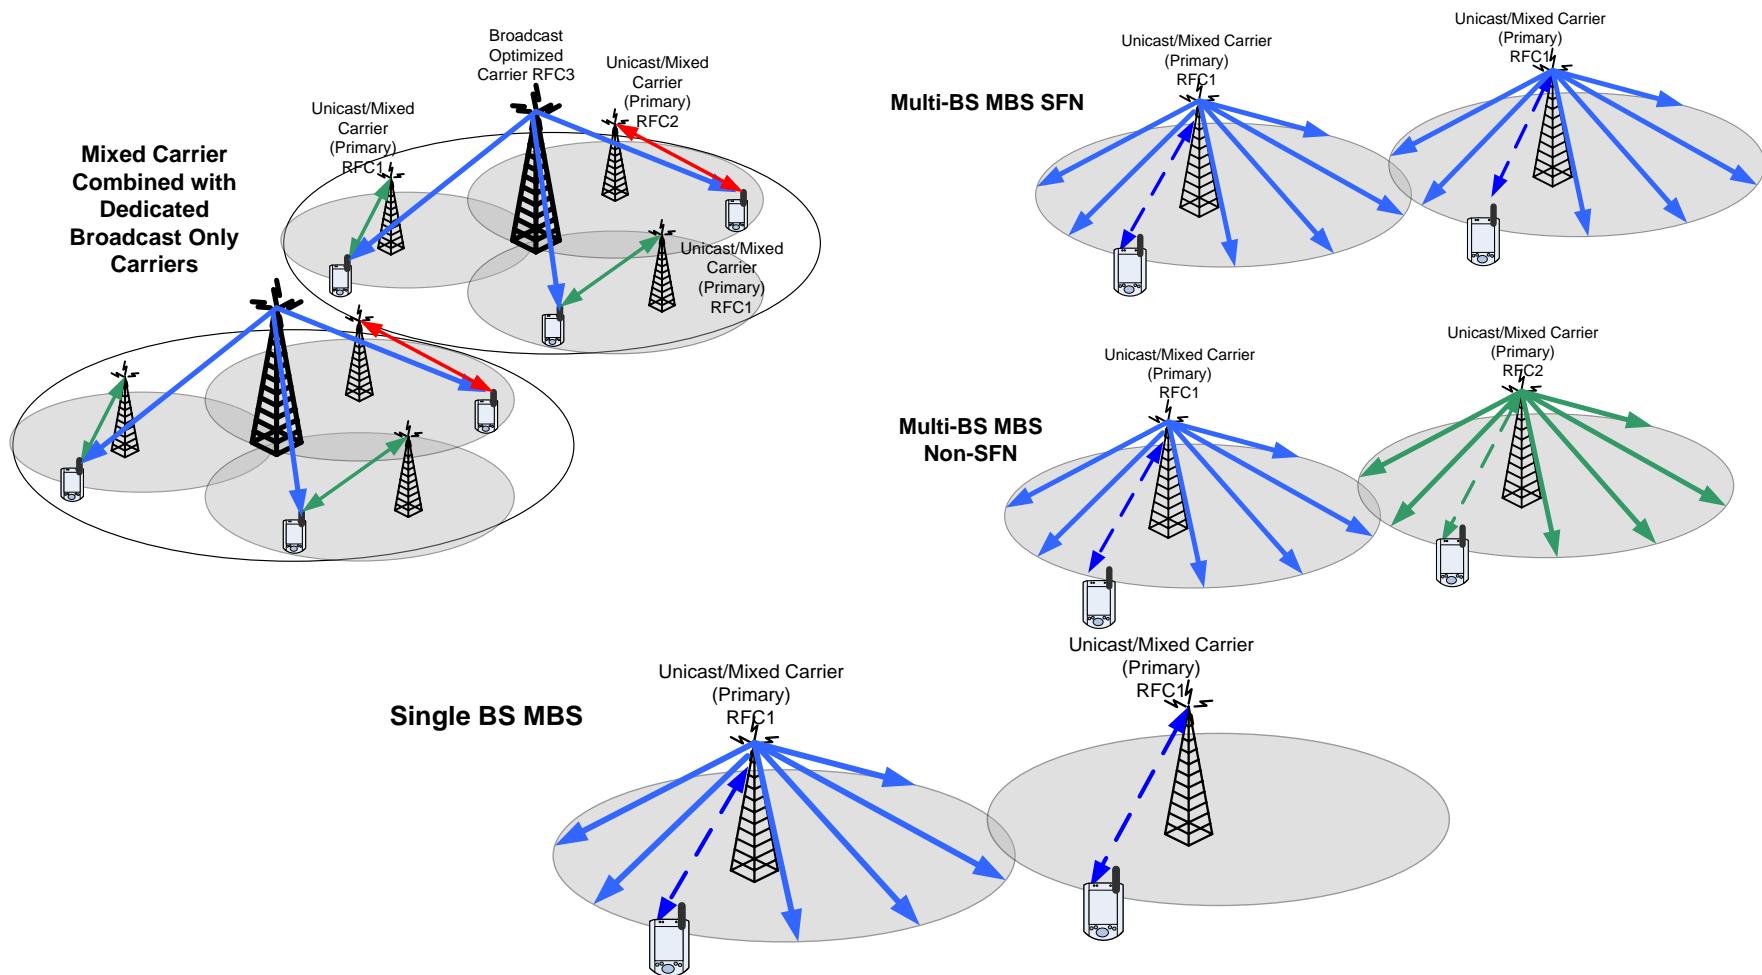 Mixed Carrier
Combined with
Dedicated
Broadcast Only
Carriers
Unicast/Mixed
Carrier
(Primary)
RFC1
Broadcast
Optimized
Carrier RFC3
Unicast/Mixed
Carrier
(Primary)
RFC2
Unicast/Mixed
Carrier
(Primary)
RFC1
Multi-BS MBS SFN
Unicast/Mixed Carrier
(Primary)
RFC1
Unicast/Mixed Carrier
(Primary)
RFC1
Multi-BS MBS
Non-SFN
Unicast/Mixed Carrier
(Primary)
RFC1
Unicast/Mixed Carrier
(Primary)
RFC2
Single BS MBS
Unicast/Mixed Carrier
(Primary)
RFC1
Unicast/Mixed Carrier
(Primary)
RFC1